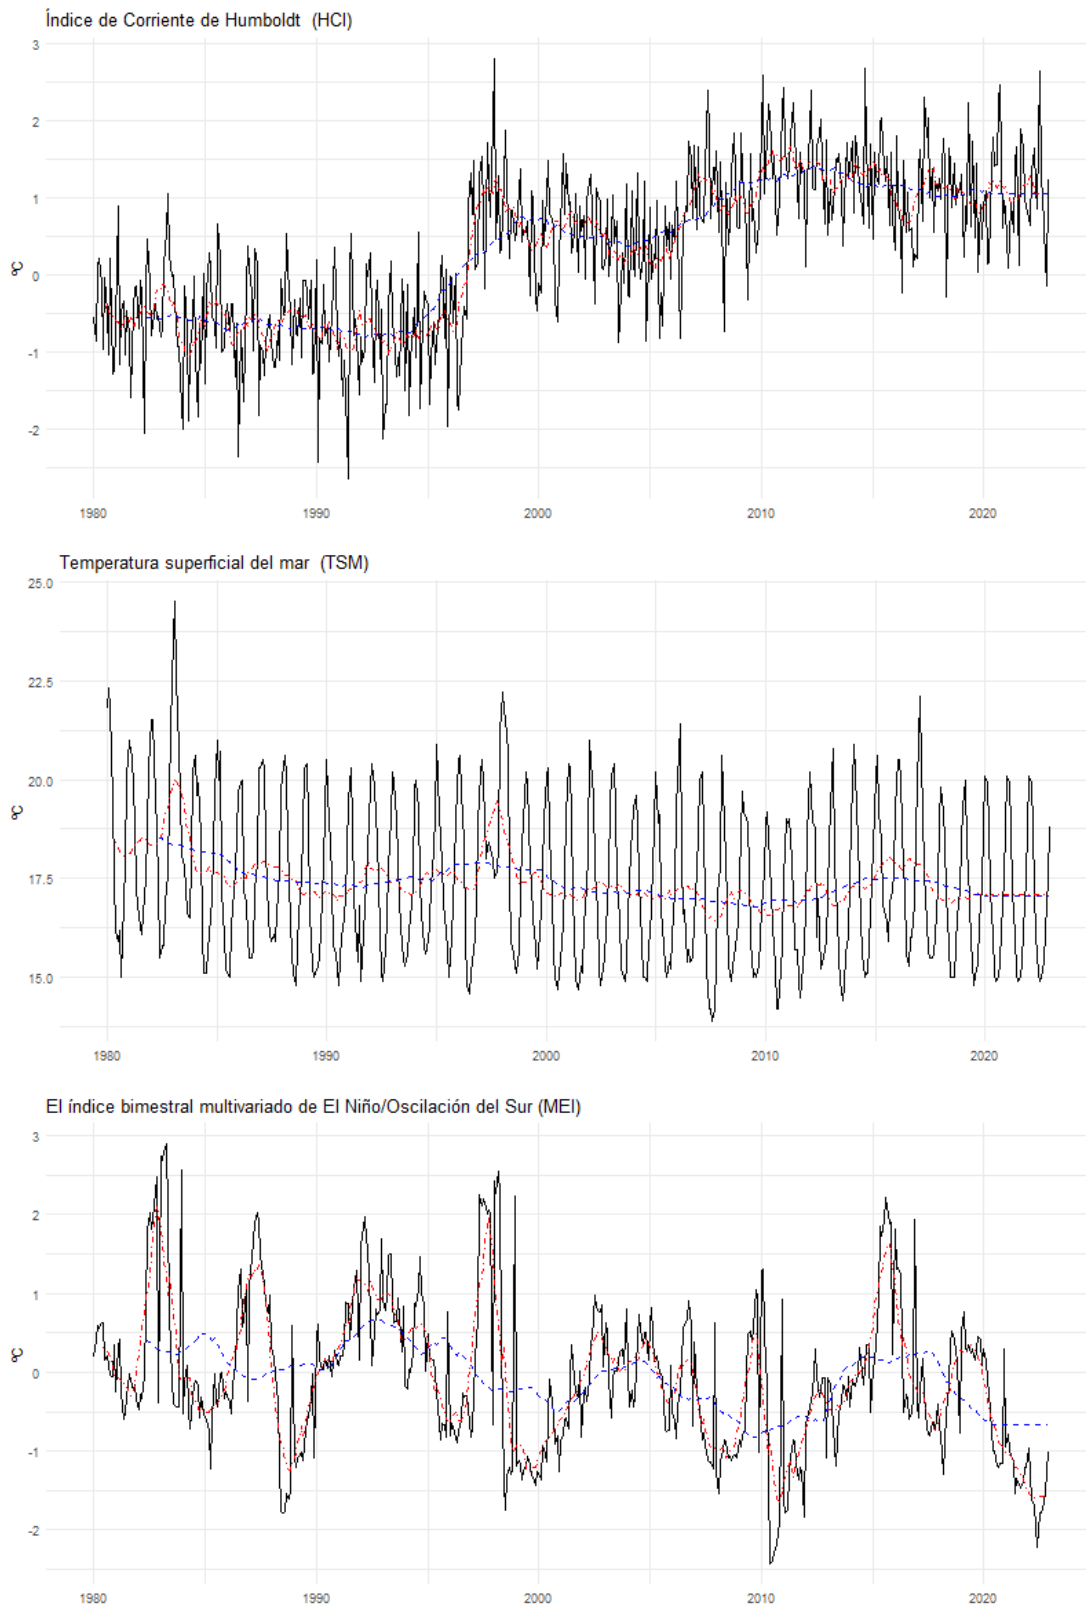 Índice de Corriente de Humboldt  (HCI)
3
2
1
0
-1
-2
ºC
1980 1990 2000 2010 2020
Temperatura superficial del mar  (TSM)
25.0
22.5
20.0
17.5
15.0
ºC
1980 1990 2000 2010 2020
El índice bimestral multivariado de El Niño/Oscilación del Sur (MEI)
3
2
1
0
-1
-2
ºC
1980 1990 2000 2010 2020